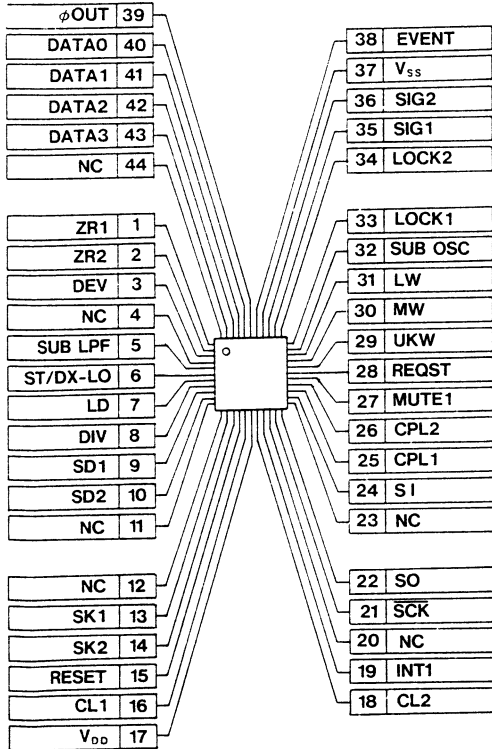 φOUT 39
DATA0 40
DATA1 41
DATA2 42
DATA3 43
NC 44
ZR1 1
ZR2 2
DEV 3
NC 4
SUB LPF 5
ST/DX-LO 6
LD 7
DIV 8
SD1 9
SD2 10
NC 11
NC 12
SK1 13
SK2 14
RESET 15
CL1 16
VDD 17
38 EVENT
37 VSS
36 SIG2
35 SIG1
34 LOCK2
33 LOCK1
32 SUB OSC
31 LW
30 MW
29 UKW
28 REQST
27 MUTE1
26 CPL2
25 CPL1
24 SI
23 NC
22 SO
21 S̅C̅K̅
20 NC
19 INT1
18 CL2